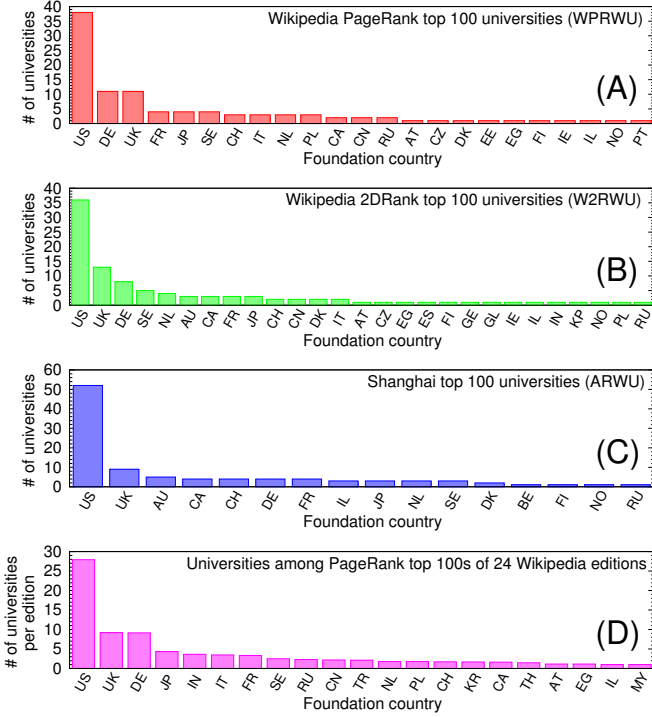 Wikipedia PageRank top 100 universities (WPRWU)
(A)
# of universities
40
35
30
25
20
15
10
5
0
US DE UK FR JP SE CH IT NL PL CA CN RU AT CZ DK EE EG FI IE IL NO PT
Foundation country
Wikipedia 2DRank top 100 universities (W2RWU)
(B)
# of universities
40
35
30
25
20
15
10
5
0
US UK DE SE NL AU CA FR JP CH CN DK IT AT CZ EG ES FI GE GL IE IL IN KP NO PL RU
Foundation country
Shanghai top 100 universities (ARWU)
(C)
# of universities
60
50
40
30
20
10
0
US UK AU CA CH DE FR IL JP NL SE DK BE FI NO RU
Foundation country
Universities among PageRank top 100s of 24 Wikipedia editions
(D)
# of universities
per edition
30
25
20
15
10
5
0
US UK DE JP IN IT FR SE RU CN TR NL PL CH KR CA TH AT EG IL MY
Foundation country